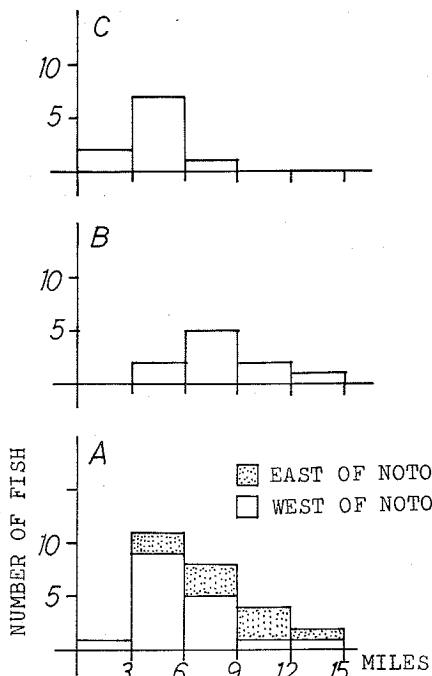 C
10
5
B
10
5
A
EAST OF NOTO
WEST OF NOTO
NUMBER OF FISH
10
5
3 6 9 12 15 MILES